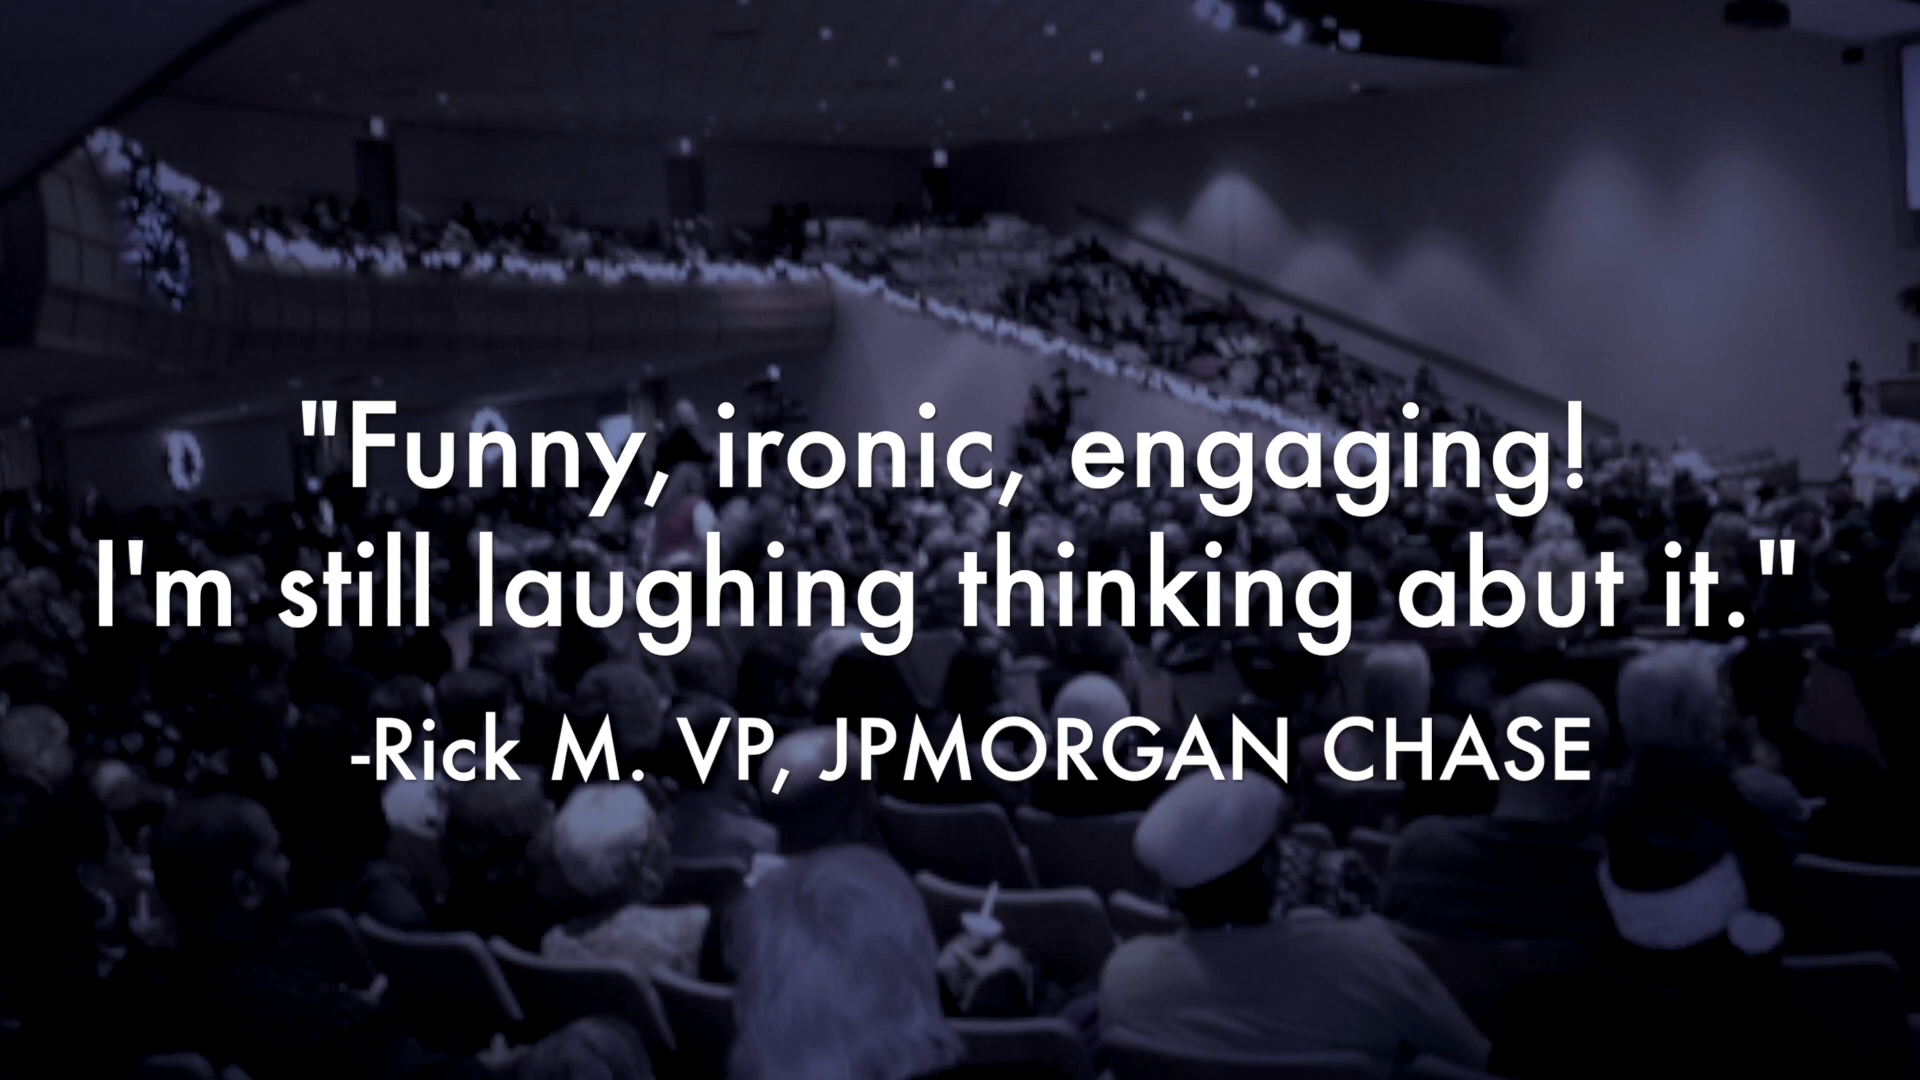 "Funny, ironic, engaging!
I'm still laughing thinking abut it."
-Rick M. VP, JPMORGAN CHASE